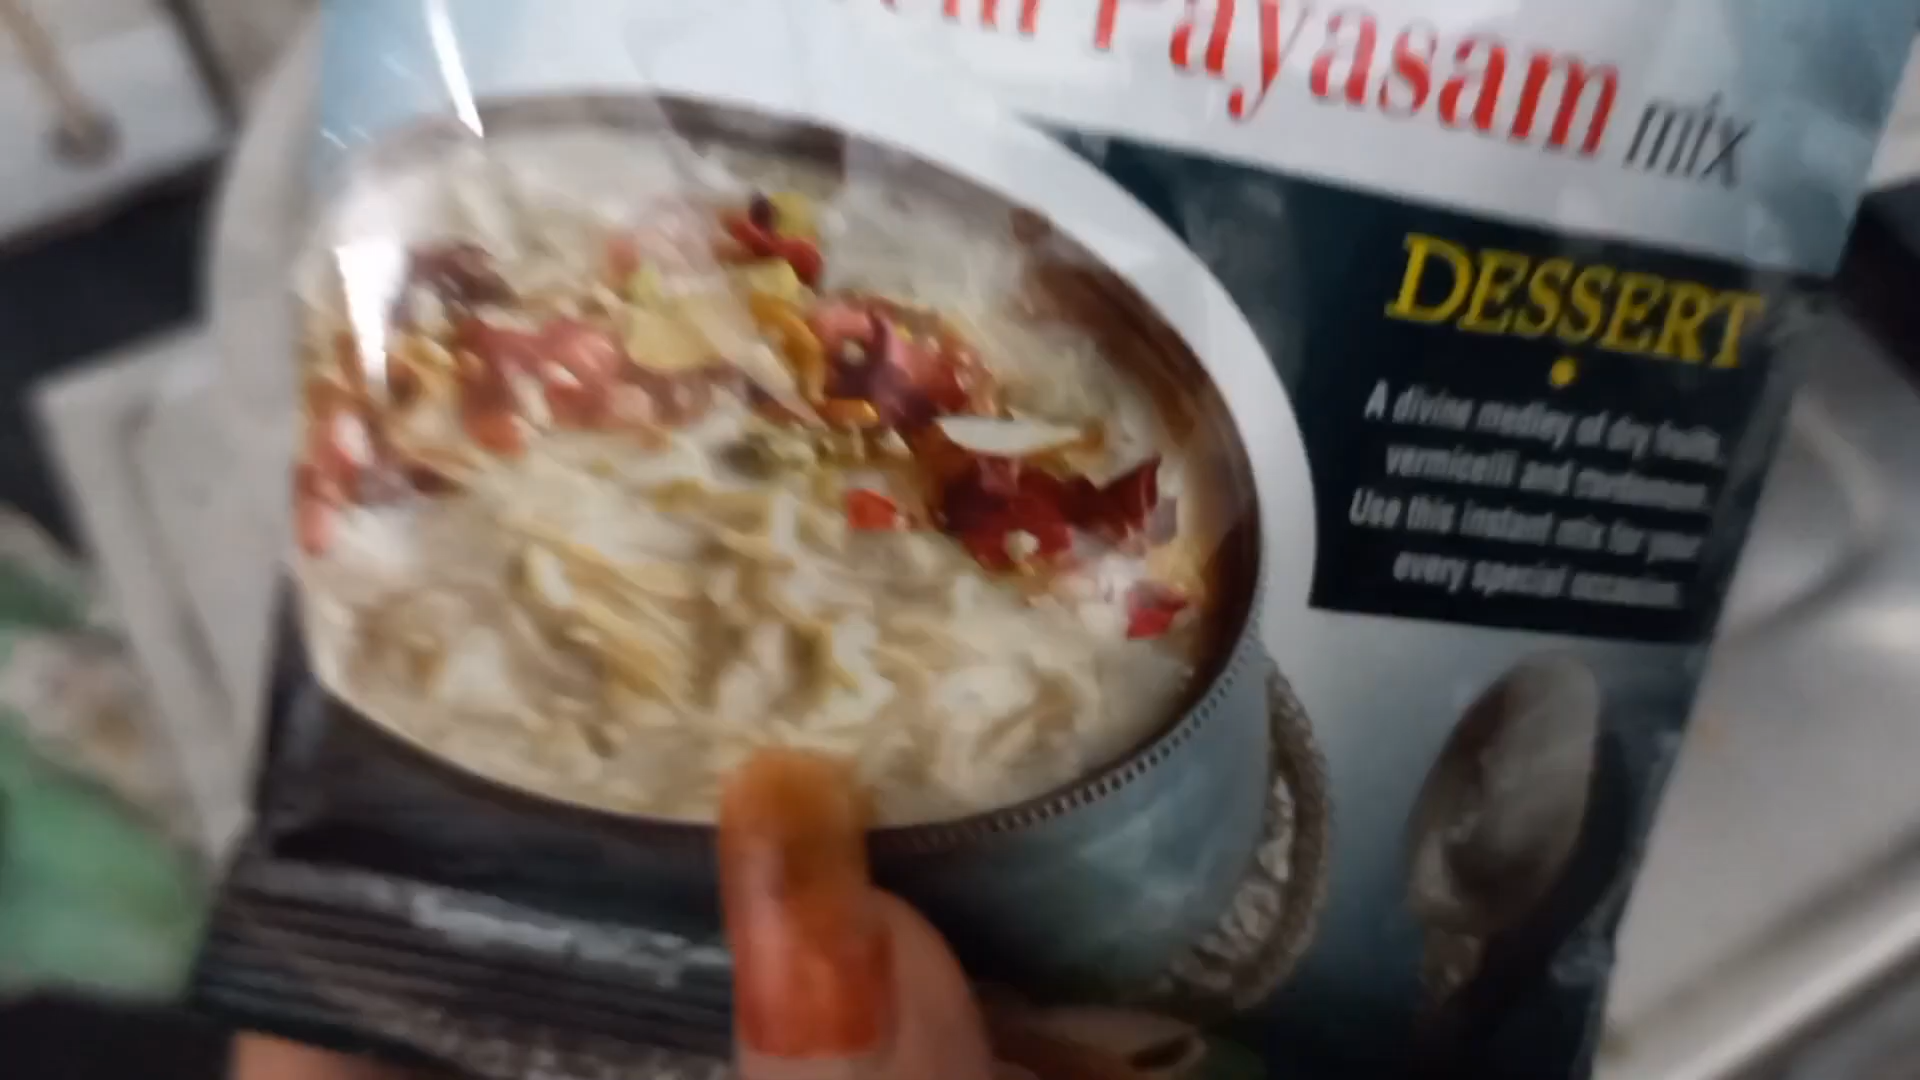 Payasam mix
DESSERT
A divine medley of dry fruits,
vermicelli and cardamom.
Use this instant mix for your
every special occasion.